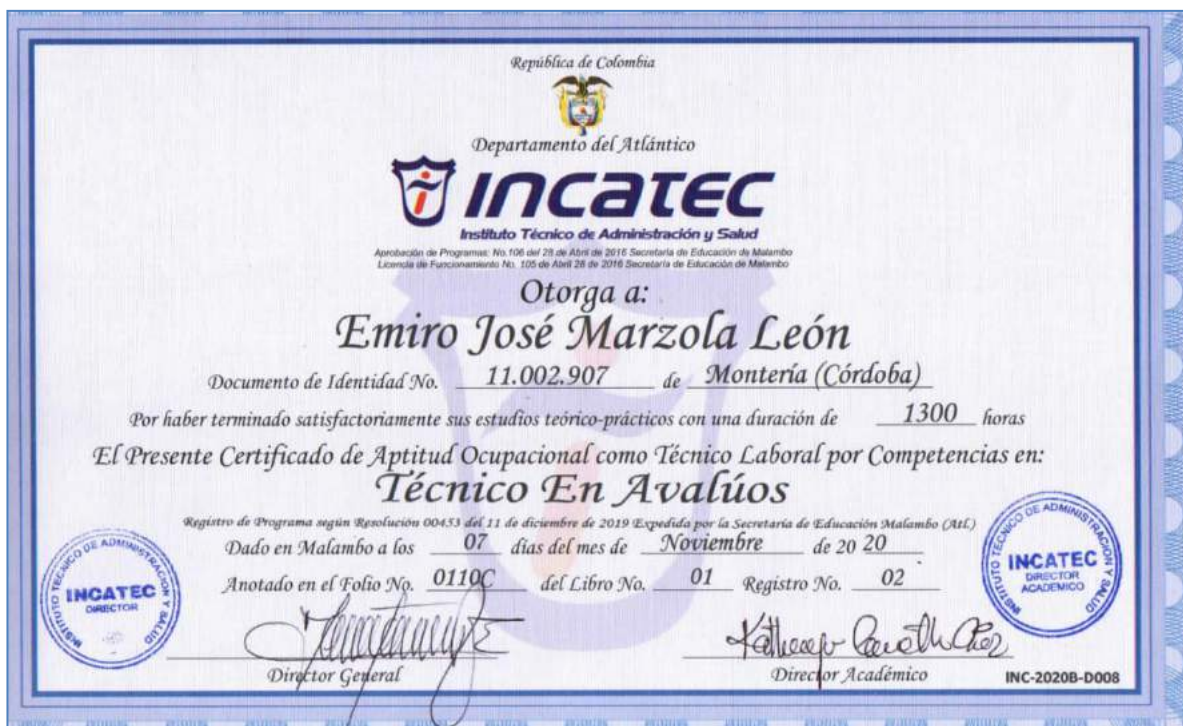 República de Colombia
Departamento del Atlántico
INCATEC
Instituto Técnico de Administración y Salud
Aprobación de Programas: No.106 del 28 de Abril de 2016 Secretaria de Educación de Malambo
Licencia de Funcionamiento No. 105 de Abril 28 de 2016 Secretaria de Educación de Malambo
Otorga a:
Emiro José Marzola León
Documento de Identidad No. 11.002.907 de Montería (Córdoba)
Por haber terminado satisfactoriamente sus estudios teórico-prácticos con una duración de 1300 horas
El Presente Certificado de Aptitud Ocupacional como Técnico Laboral por Competencias en:
Técnico En Avalúos
Registro de Programa según Resolución 00453 del 11 de diciembre de 2019 Expedida por la Secretaría de Educación Malambo (Atl.)
Dado en Malambo a los 07 días del mes de Noviembre de 20 20
Anotado en el Folio No. 0110C del Libro No. 01 Registro No. 02
INSTITUTO TECNICO DE ADMINISTRACION Y SALUD
INCATEC
DIRECTOR
INSTITUTO TECNICO DE ADMINISTRACION Y SALUD
INCATEC
DIRECTOR
ACADEMICO
Director General
Director Académico
INC-2020B-D008